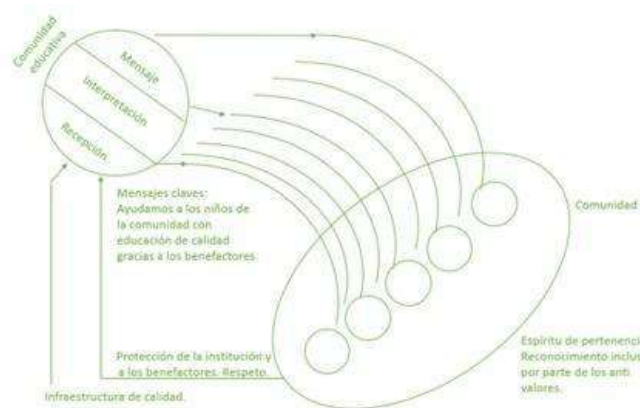 Comunidad
educativa
Mensaje
Interpretación
Recepción
Mensajes claves:
Ayudamos a los niños de
la comunidad con
educación de calidad
gracias a los benefactores
Comunidad
Protección de la institución y
a los benefactores. Respeto.
Infraestructura de calidad.
Espíritu de pertenenci
Reconocimiento inclus
por parte de los anti
valores.